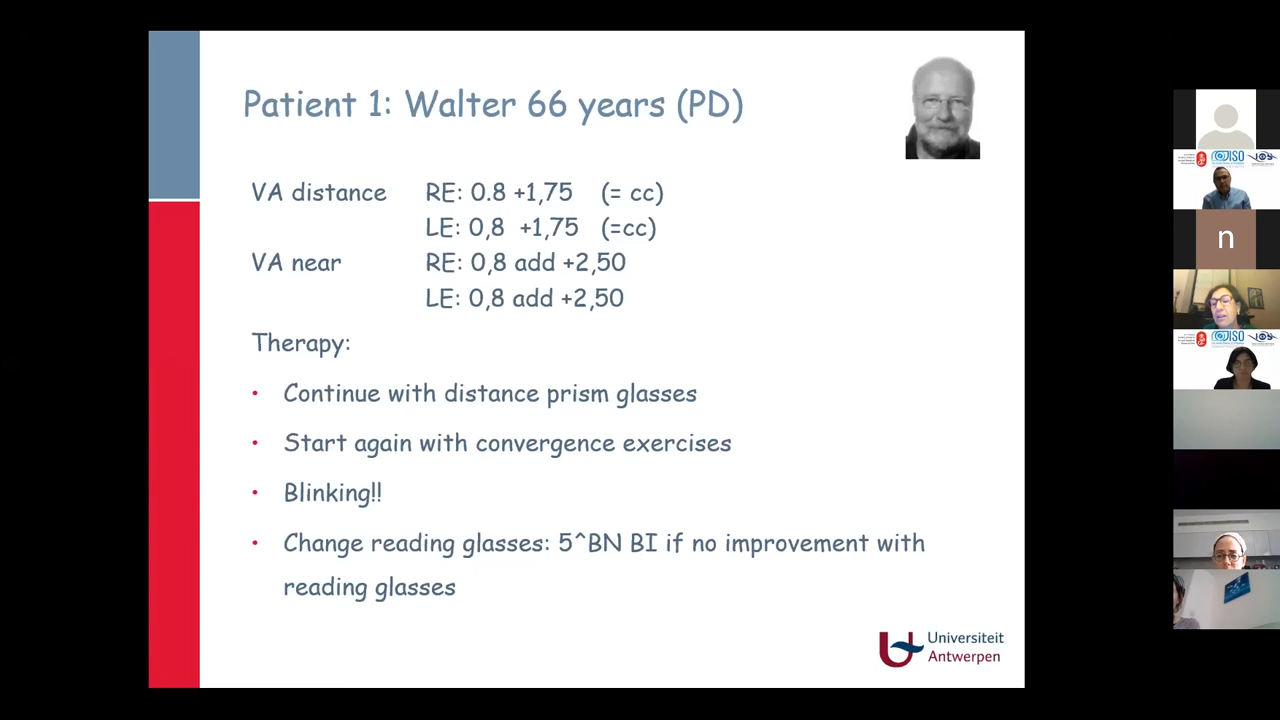 Patient 1: Walter 66 years (PD)
VA distance RE: 0.8 +1,75 (= cc)
LE: 0,8 +1,75 (=cc)
VA near RE: 0,8 add +2,50
LE: 0,8 add +2,50
Therapy:
• Continue with distance prism glasses
• Start again with convergence exercises
• Blinking!!
• Change reading glasses: 5^BN BI if no improvement with
reading glasses
Universiteit
Antwerpen
ISO
n
ISO